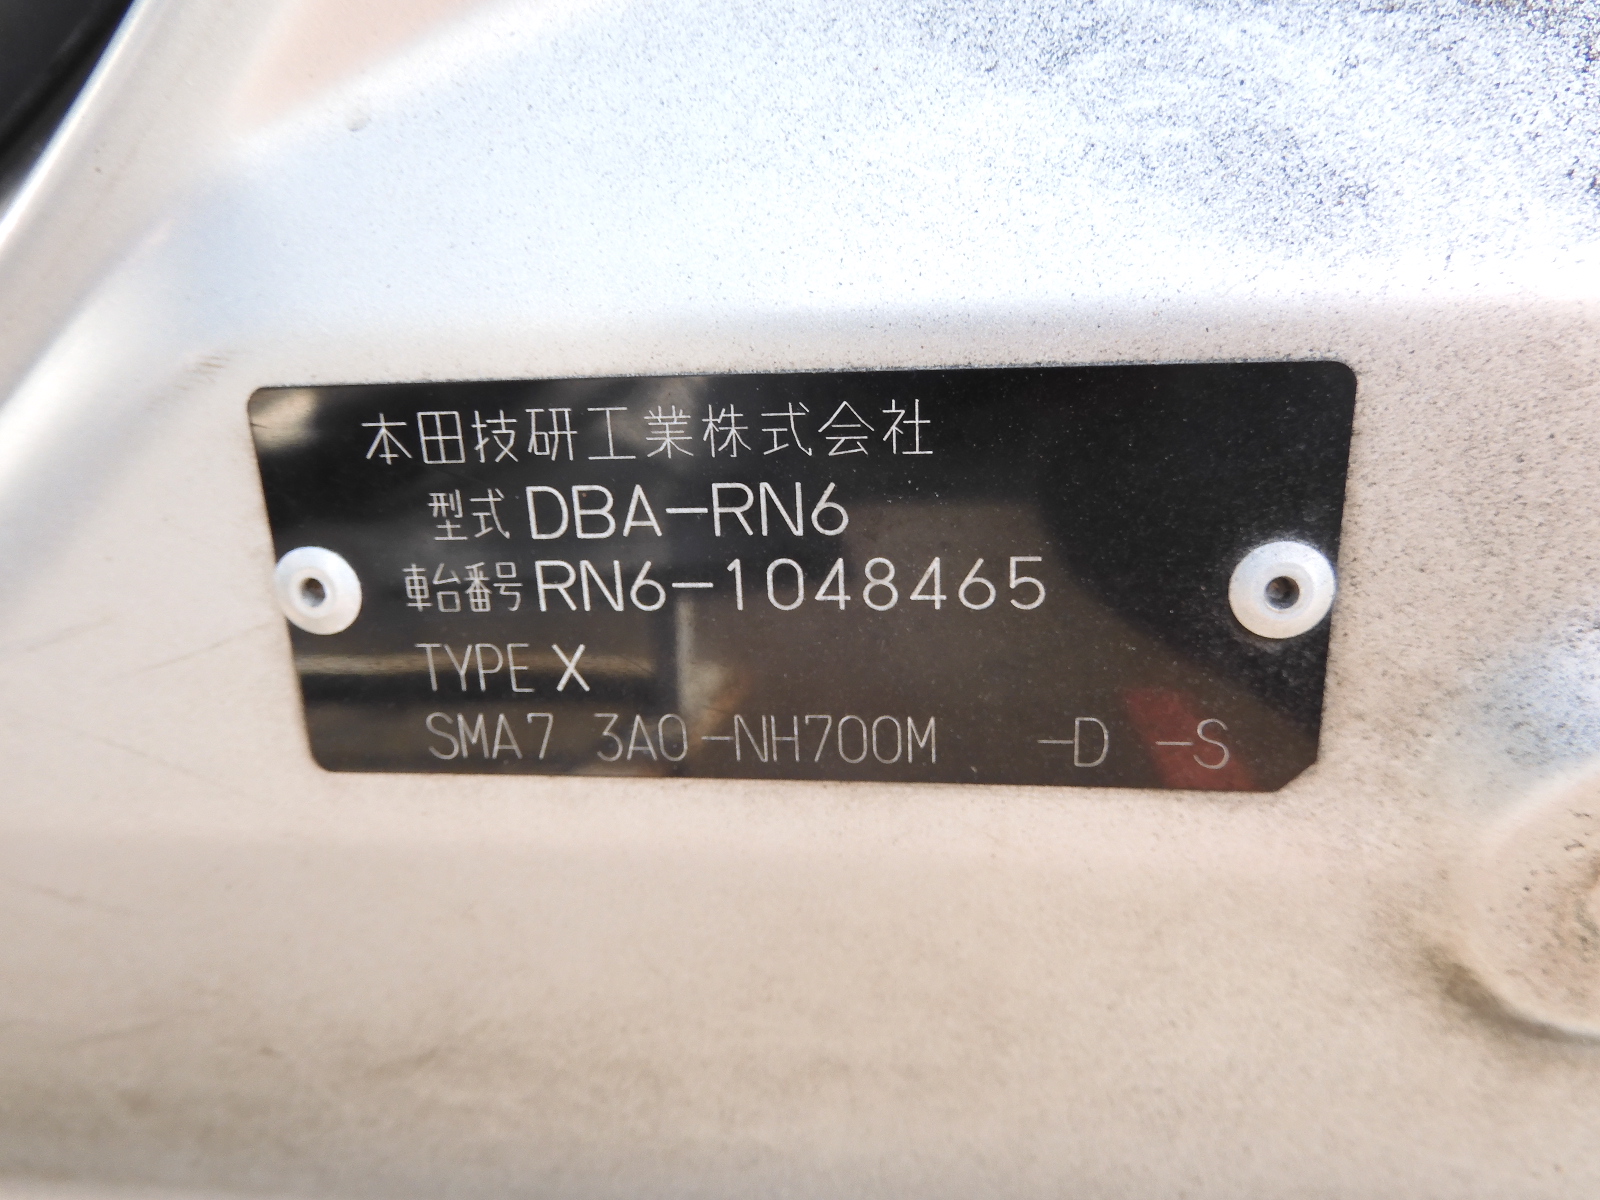 本田技研工業株式会社
型式 DBA-RN6
車台番号 RN6-1048465
TYPE X
SMA7 3A0-NH700M -D -S